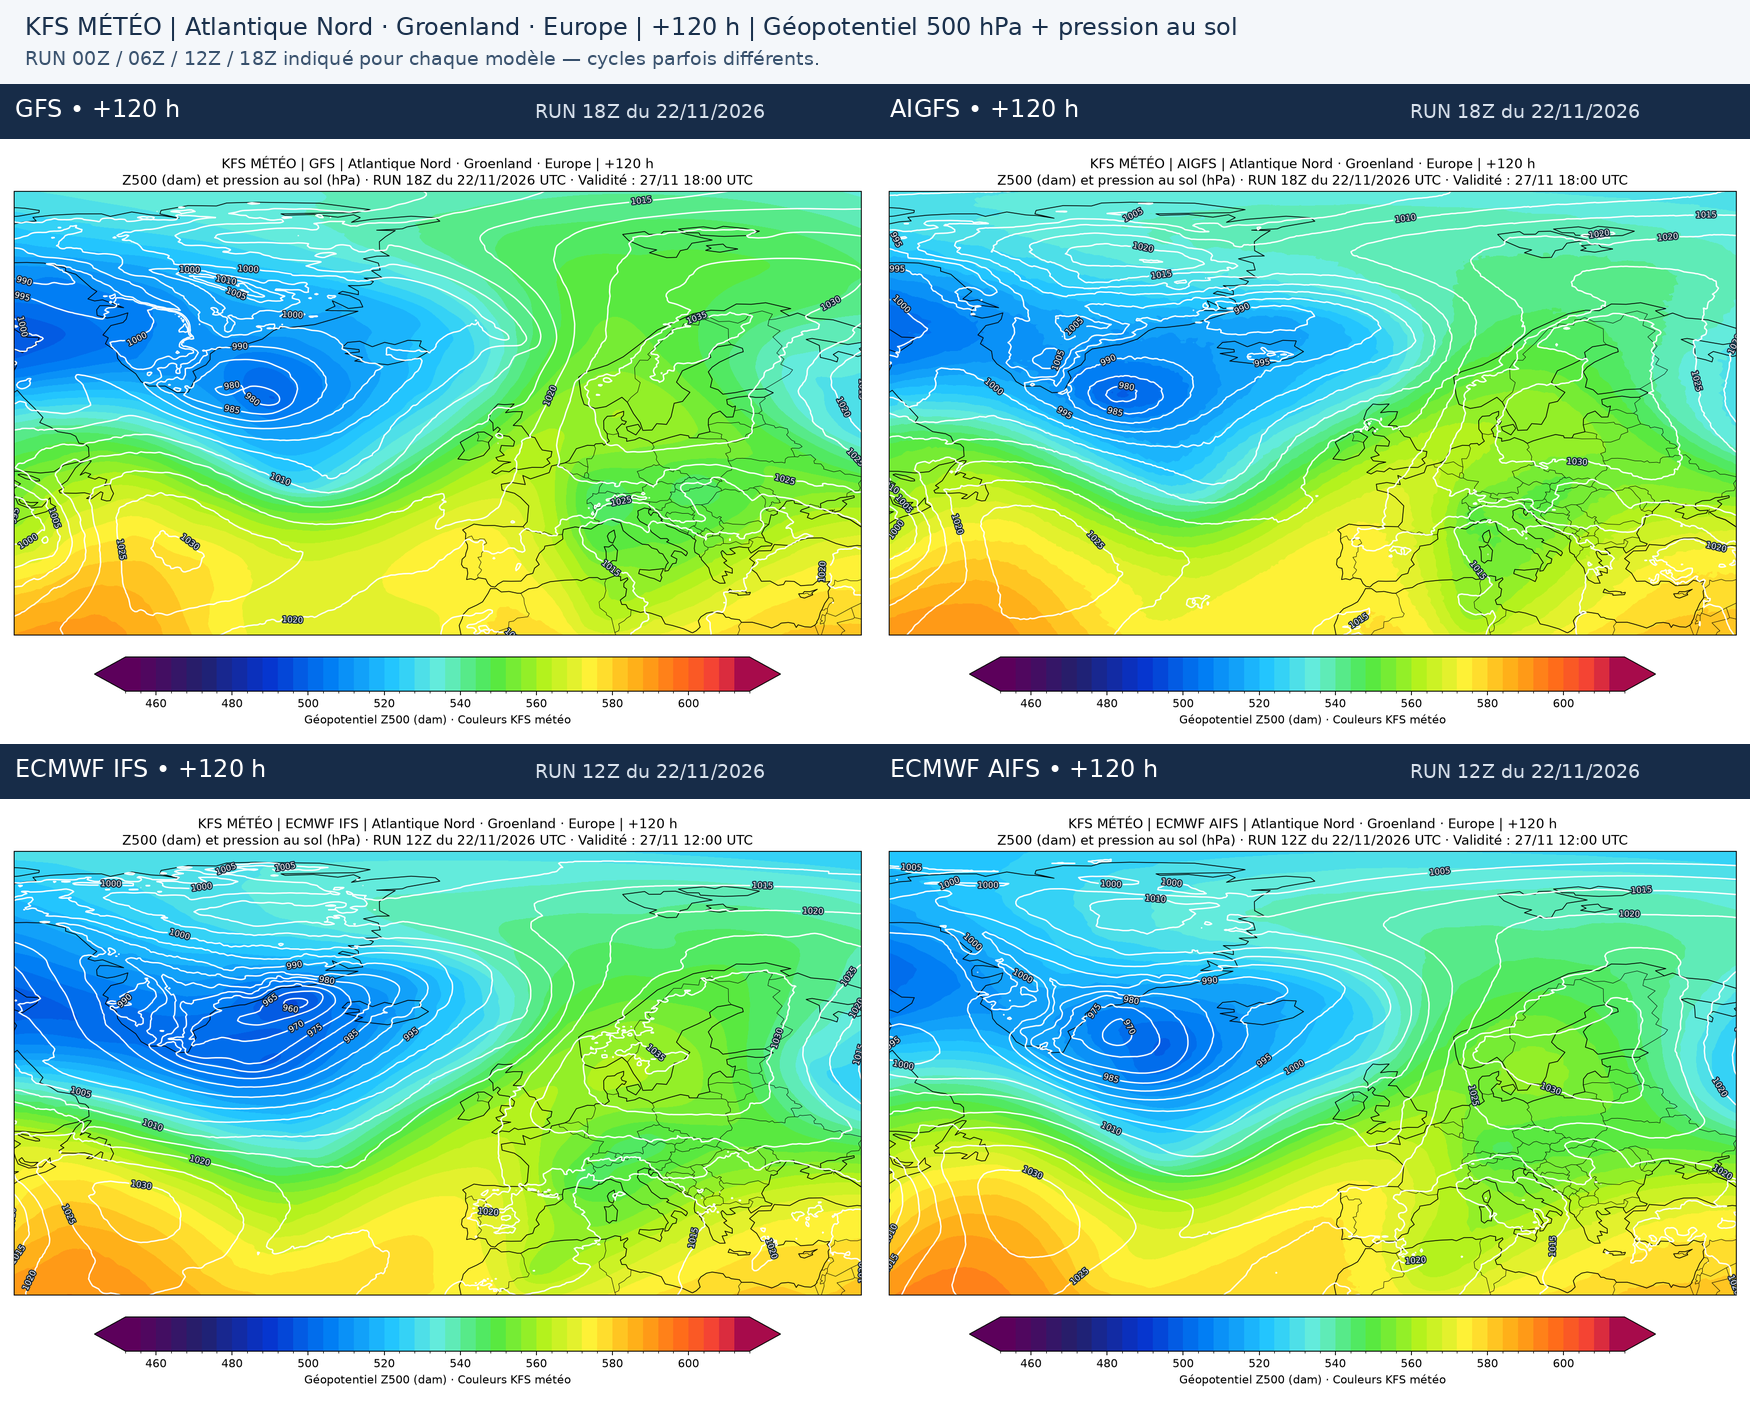 KFS MÉTÉO | Atlantique Nord · Groenland · Europe | +120 h | Géopotentiel 500 hPa + pression au sol
RUN 00Z / 06Z / 12Z / 18Z indiqué pour chaque modèle — cycles parfois différents.
GFS • +120 h
RUN 18Z du 22/11/2026
AIGFS • +120 h
RUN 18Z du 22/11/2026
KFS MÉTÉO | GFS | Atlantique Nord · Groenland · Europe | +120 h
Z500 (dam) et pression au sol (hPa) · RUN 18Z du 22/11/2026 UTC · Validité : 27/11 18:00 UTC
KFS MÉTÉO | AIGFS | Atlantique Nord · Groenland · Europe | +120 h
Z500 (dam) et pression au sol (hPa) · RUN 18Z du 22/11/2026 UTC · Validité : 27/11 18:00 UTC
460 480 500 520 540 560 580 600
Géopotentiel Z500 (dam) · Couleurs KFS météo
460 480 500 520 540 560 580 600
Géopotentiel Z500 (dam) · Couleurs KFS météo
ECMWF IFS • +120 h
RUN 12Z du 22/11/2026
ECMWF AIFS • +120 h
RUN 12Z du 22/11/2026
KFS MÉTÉO | ECMWF IFS | Atlantique Nord · Groenland · Europe | +120 h
Z500 (dam) et pression au sol (hPa) · RUN 12Z du 22/11/2026 UTC · Validité : 27/11 12:00 UTC
KFS MÉTÉO | ECMWF AIFS | Atlantique Nord · Groenland · Europe | +120 h
Z500 (dam) et pression au sol (hPa) · RUN 12Z du 22/11/2026 UTC · Validité : 27/11 12:00 UTC
460 480 500 520 540 560 580 600
Géopotentiel Z500 (dam) · Couleurs KFS météo
460 480 500 520 540 560 580 600
Géopotentiel Z500 (dam) · Couleurs KFS météo